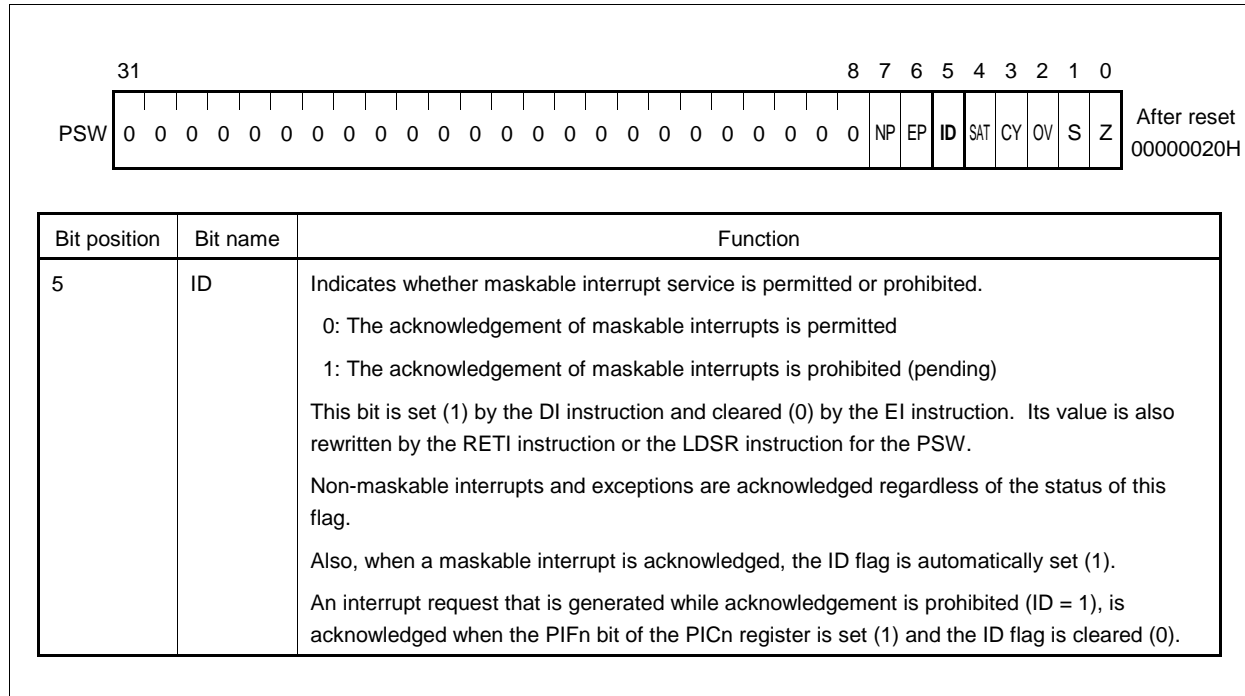 31 8 7 6 5 4 3 2 1 0
PSW 0 0 0 0 0 0 0 0 0 0 0 0 0 0 0 0 0 0 0 0 0 0 0 0 NP EP ID SAT CY OV S Z After reset
00000020H
Bit position Bit name Function
5 ID Indicates whether maskable interrupt service is permitted or prohibited.
0: The acknowledgement of maskable interrupts is permitted
1: The acknowledgement of maskable interrupts is prohibited (pending)
This bit is set (1) by the DI instruction and cleared (0) by the EI instruction. Its value is also
rewritten by the RETI instruction or the LDSR instruction for the PSW.
Non-maskable interrupts and exceptions are acknowledged regardless of the status of this
flag.
Also, when a maskable interrupt is acknowledged, the ID flag is automatically set (1).
An interrupt request that is generated while acknowledgement is prohibited (ID = 1), is
acknowledged when the PIFn bit of the PICn register is set (1) and the ID flag is cleared (0).